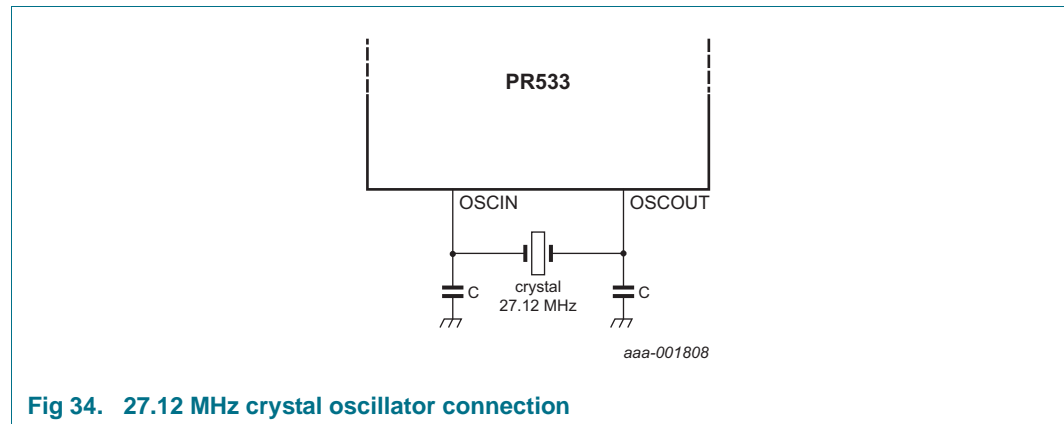 PR533
OSCIN
OSCOUT
C
crystal
27.12 MHz
C
aaa-001808
Fig 34. 27.12 MHz crystal oscillator connection